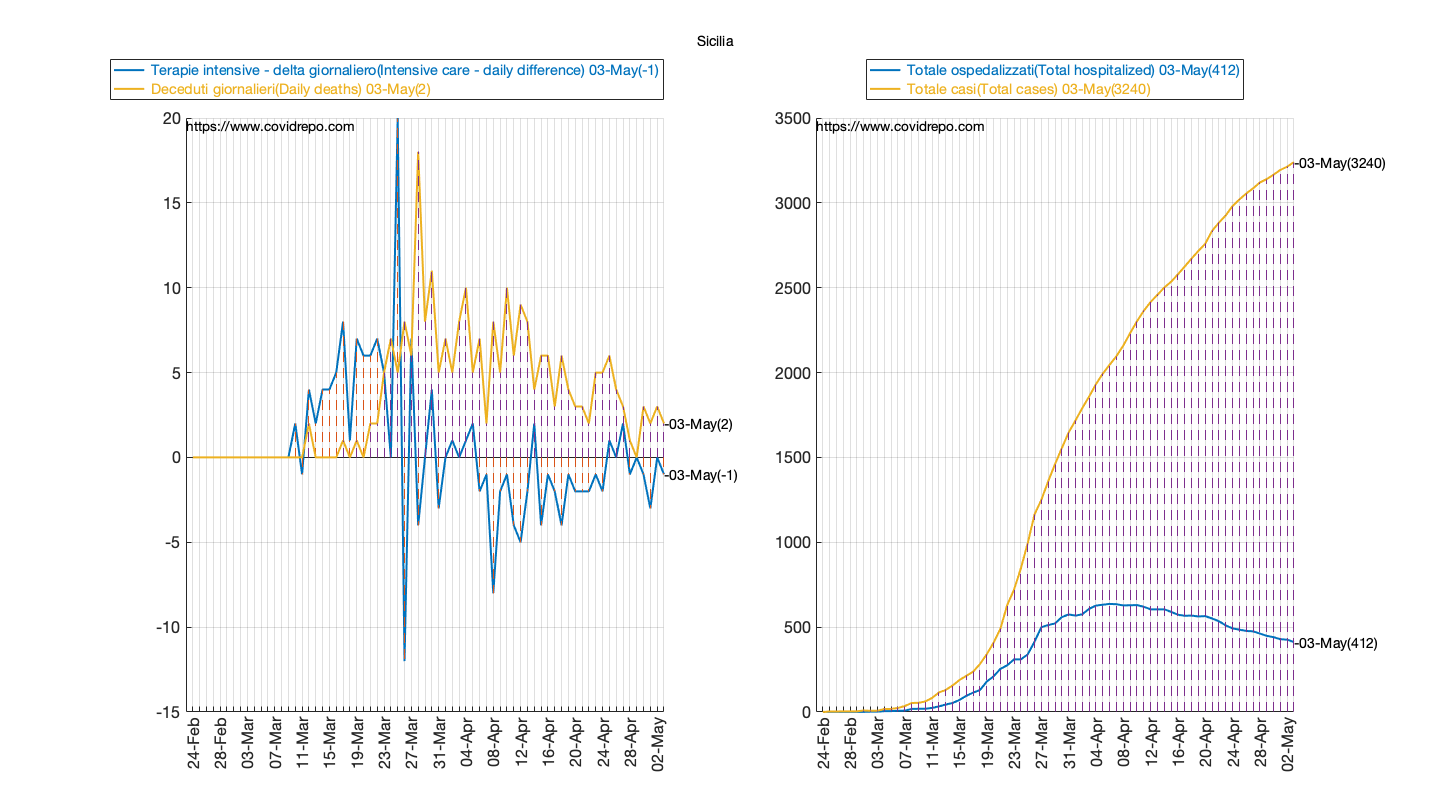 Sicilia
Terapie intensive - delta giornaliero(Intensive care - daily difference) 03-May(-1)
Deceduti giornalieri(Daily deaths) 03-May(2)
https://www.covidrepo.com
20
15
10
5
0
-5
-10
-15
-03-May(2)
-03-May(-1)
24-Feb
28-Feb
03-Mar
07-Mar
11-Mar
15-Mar
19-Mar
23-Mar
27-Mar
31-Mar
04-Apr
08-Apr
12-Apr
16-Apr
20-Apr
24-Apr
28-Apr
02-May
Totale ospedalizzati(Total hospitalized) 03-May(412)
Totale casi(Total cases) 03-May(3240)
https://www.covidrepo.com
3500
3000
2500
2000
1500
1000
500
0
-03-May(3240)
-03-May(412)
24-Feb
28-Feb
03-Mar
07-Mar
11-Mar
15-Mar
19-Mar
23-Mar
27-Mar
31-Mar
04-Apr
08-Apr
12-Apr
16-Apr
20-Apr
24-Apr
28-Apr
02-May